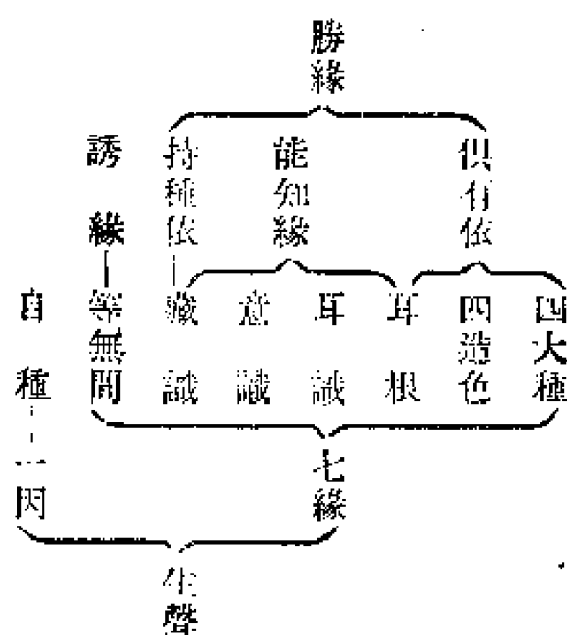 勝緣
俱有依
能知緣
持種依
誘緣
四大種
四造色
耳根
耳識
意識
藏識
等無間
自種
七緣
一因
生聲